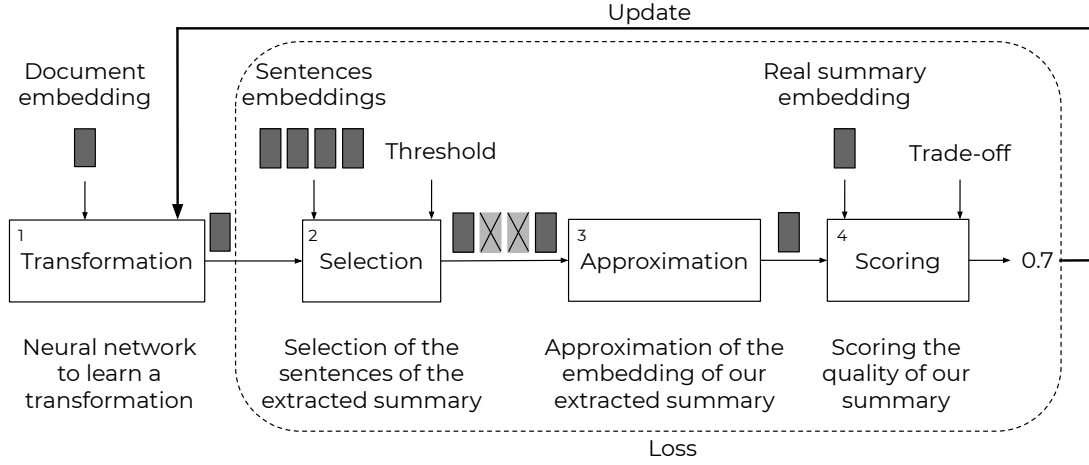 Update
Document
embedding
Sentences
embeddings
Threshold
Real summary
embedding
Trade-off
1
Transformation
2
Selection
3
Approximation
4
Scoring
0.7
Neural network
to learn a
transformation
Selection of the
sentences of the
extracted summary
Approximation of the
embedding of our
extracted summary
Scoring the
quality of our
summary
Loss